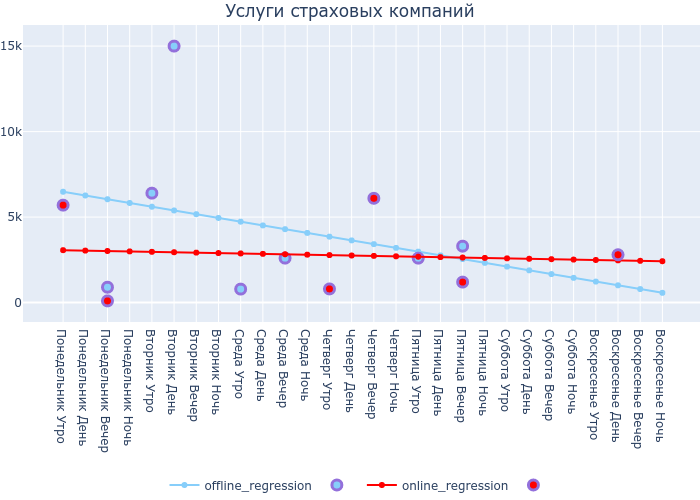 Услуги страховых компаний
15k
10k
5k
0
Понедельник Утро
Понедельник День
Понедельник Вечер
Понедельник Ночь
Вторник Утро
Вторник День
Вторник Вечер
Вторник Ночь
Среда Утро
Среда День
Среда Вечер
Среда Ночь
Четверг Утро
Четверг День
Четверг Вечер
Четверг Ночь
Пятница Утро
Пятница День
Пятница Вечер
Пятница Ночь
Суббота Утро
Суббота День
Суббота Вечер
Суббота Ночь
Воскресенье Утро
Воскресенье День
Воскресенье Вечер
Воскресенье Ночь
offline_regression
online_regression